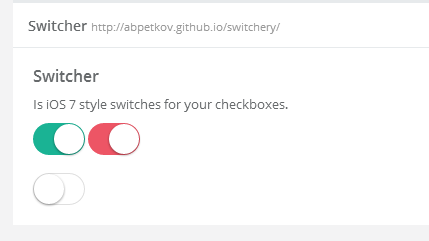 Switcher http://abpetkov.github.io/switchery/
Switcher
Is iOS 7 style switches for your checkboxes.